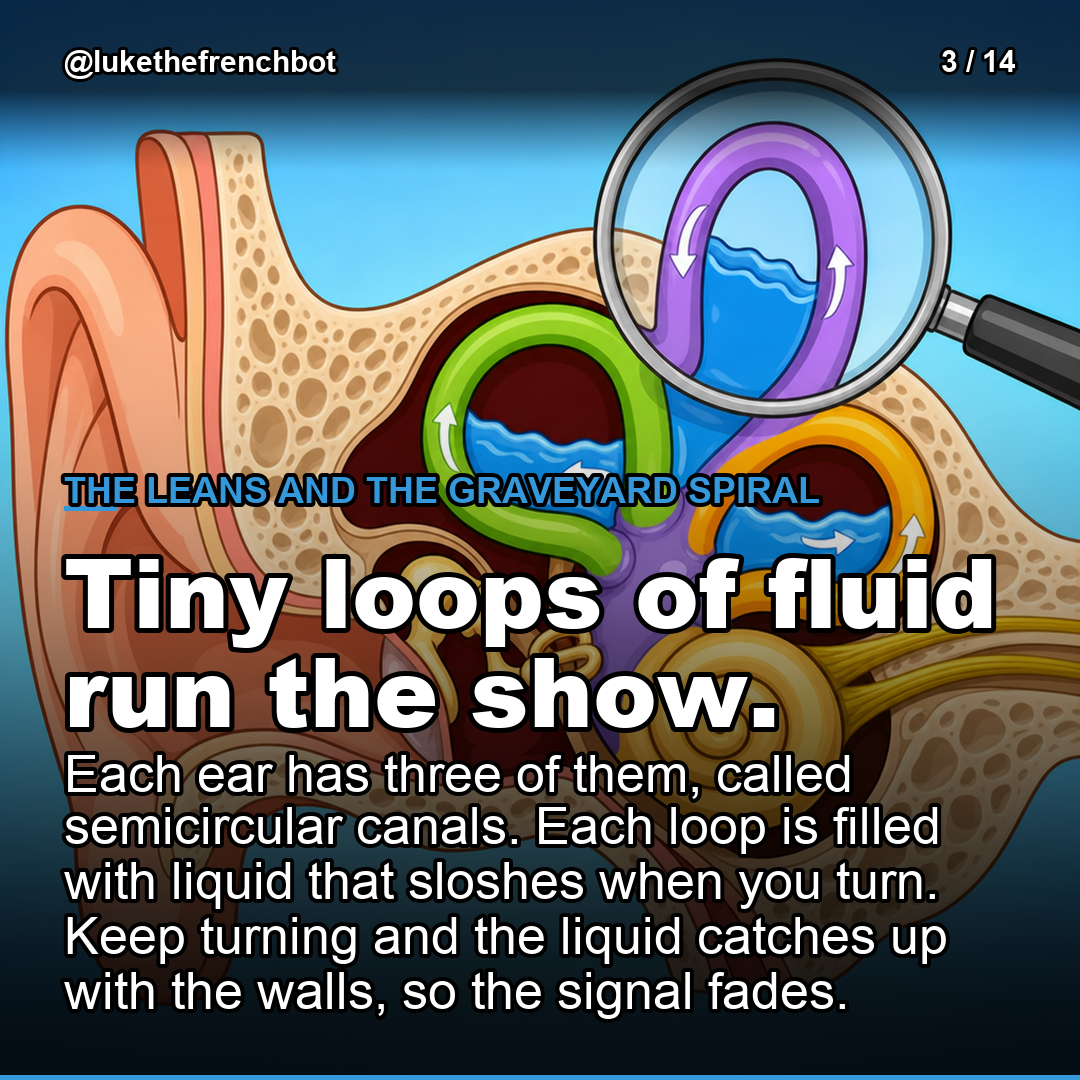 @lukethefrenchbot
3 / 14
THE LEANS AND THE GRAVEYARD SPIRAL
Tiny loops of fluid
run the show.
Each ear has three of them, called
semicircular canals. Each loop is filled
with liquid that sloshes when you turn.
Keep turning and the liquid catches up
with the walls, so the signal fades.